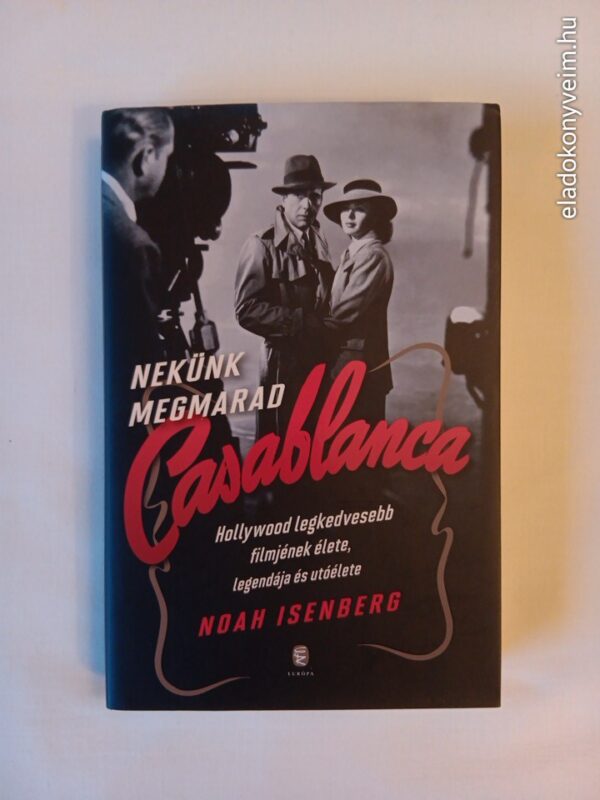 eladokonyveim.hu
NEKÜNK
MEGMARAD
Casablanca
Hollywood legkedvesebb
filmjének élete,
legendája és utóélete
NOAH ISENBERG
EURÓPA